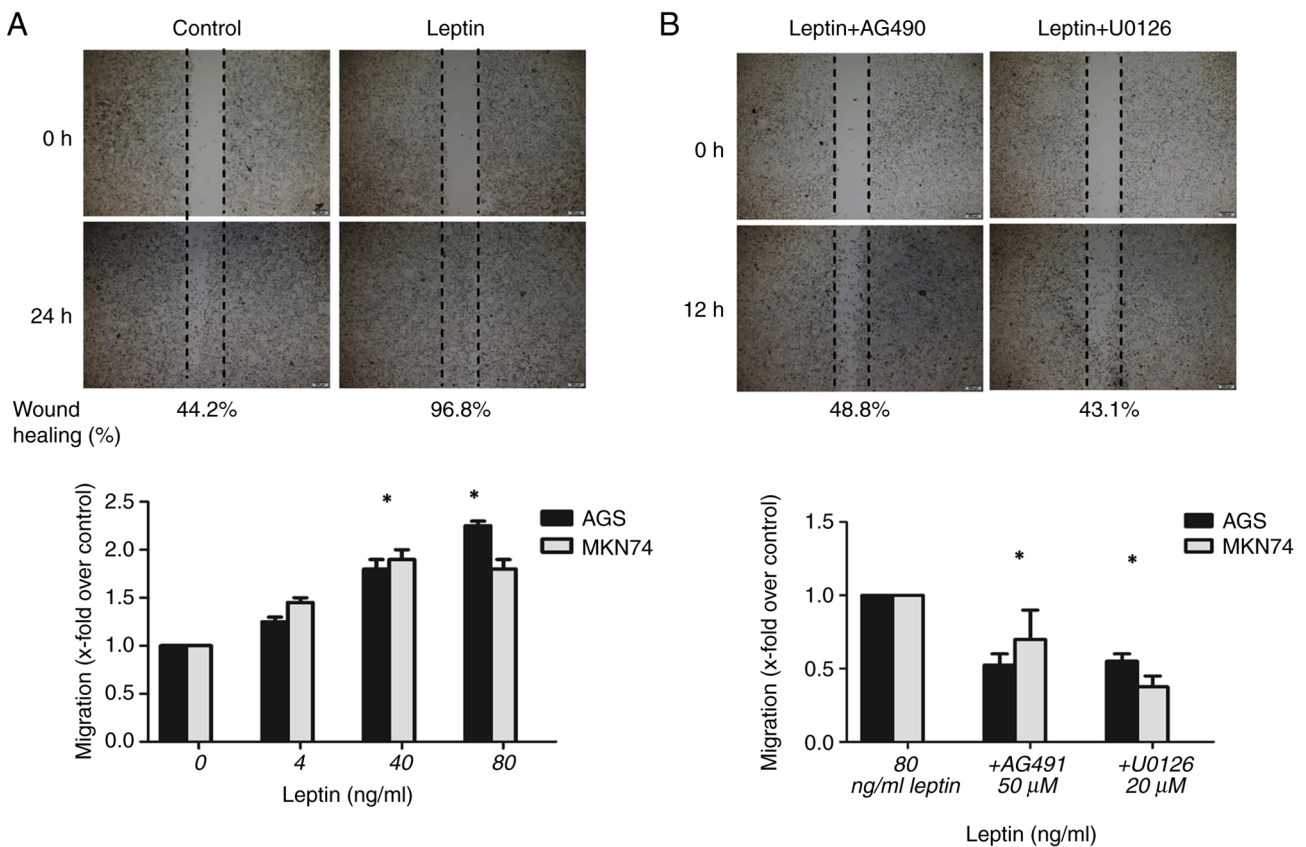 A
Control
Leptin
0 h
24 h
Wound
healing (%)
44.2%
96.8%
Migration (x-fold over control)
2.5
2.0
1.5
1.0
0.5
0.0
*
*
AGS
MKN74
0
4
40
80
Leptin (ng/ml)
B
Leptin+AG490
Leptin+U0126
0 h
12 h
48.8%
43.1%
Migration (x-fold over control)
1.5
1.0
0.5
0.0
*
*
AGS
MKN74
80
ng/ml leptin
+AG491
50 µM
+U0126
20 µM
Leptin (ng/ml)